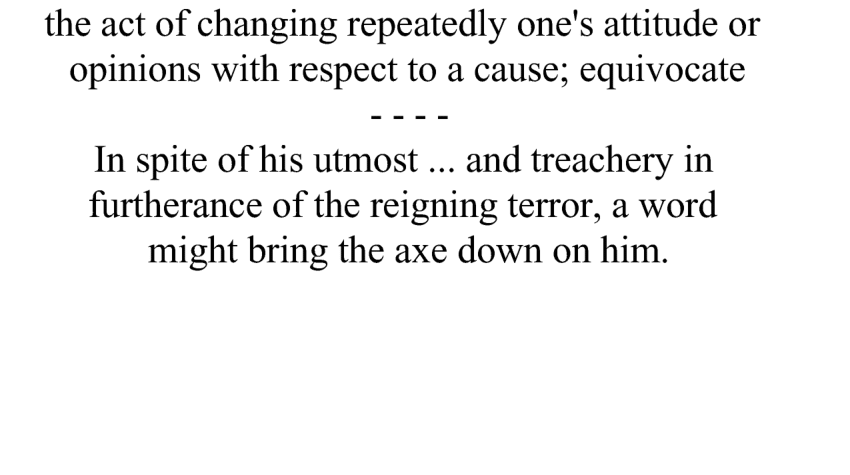 the act of changing repeatedly one's attitude or
opinions with respect to a cause; equivocate
- - - -
In spite of his utmost ... and treachery in
furtherance of the reigning terror, a word
might bring the axe down on him.